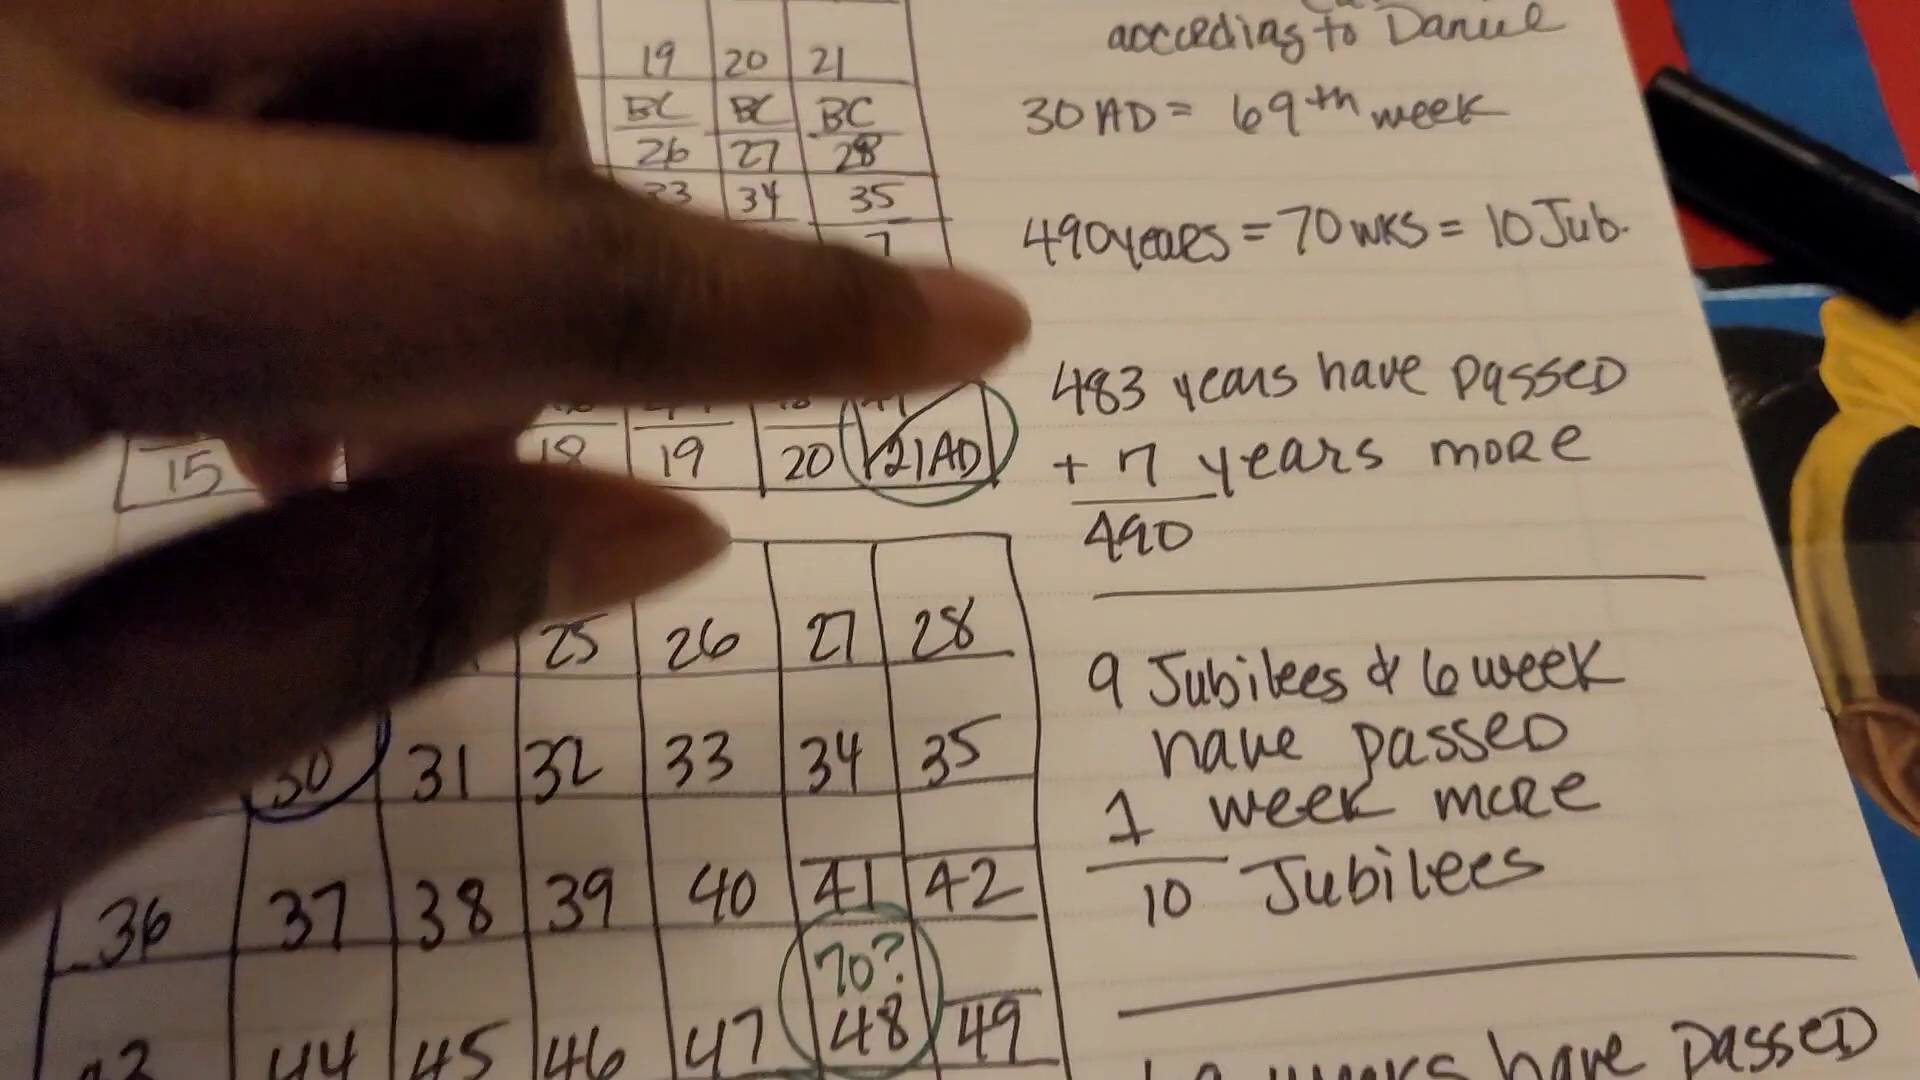 according to Daniel
19 20 21
BC BC BC
26 27 28
30 AD = 69th week
33 34 35
490 years = 70 wks = 10 Jub.
7
483 years have passed
15 18 19 20 21AD
+ 7 years more
490
25 26 27 28
9 Jubilees & 6 week
have passed
30 31 32 33 34 35
1 week more
10 Jubilees
36 37 38 39 40 41 42
70?
44 45 46 47 48 49
have passed